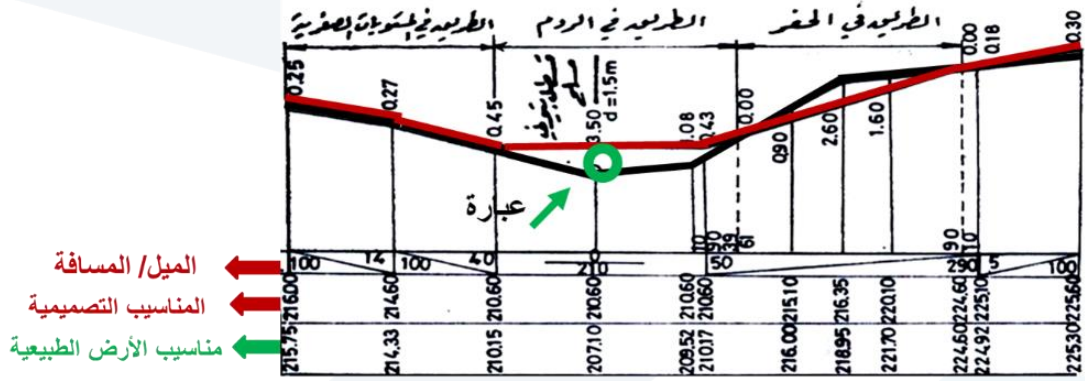 الطريق في المستويات الصفرية
الطريق في الردم
الطريق في الحفر
0.25
0.27
0.45
3.50
d = 1.5m
1.08
0.43
0.00
0.90
2.60
1.60
0.00
0.18
0.30
عبارة
الميل/ المسافة
100 14 100 40 0 210 50 290 5 100
المناسيب التصميمية
216.00 214.60 210.60 210.60 210.60 210.60 215.10 216.35 220.10 224.60 225.10 225.60
مناسيب الأرض الطبيعية
215.75 214.33 210.15 207.10 209.52 210.17 216.00 218.95 221.70 224.60 224.92 225.30